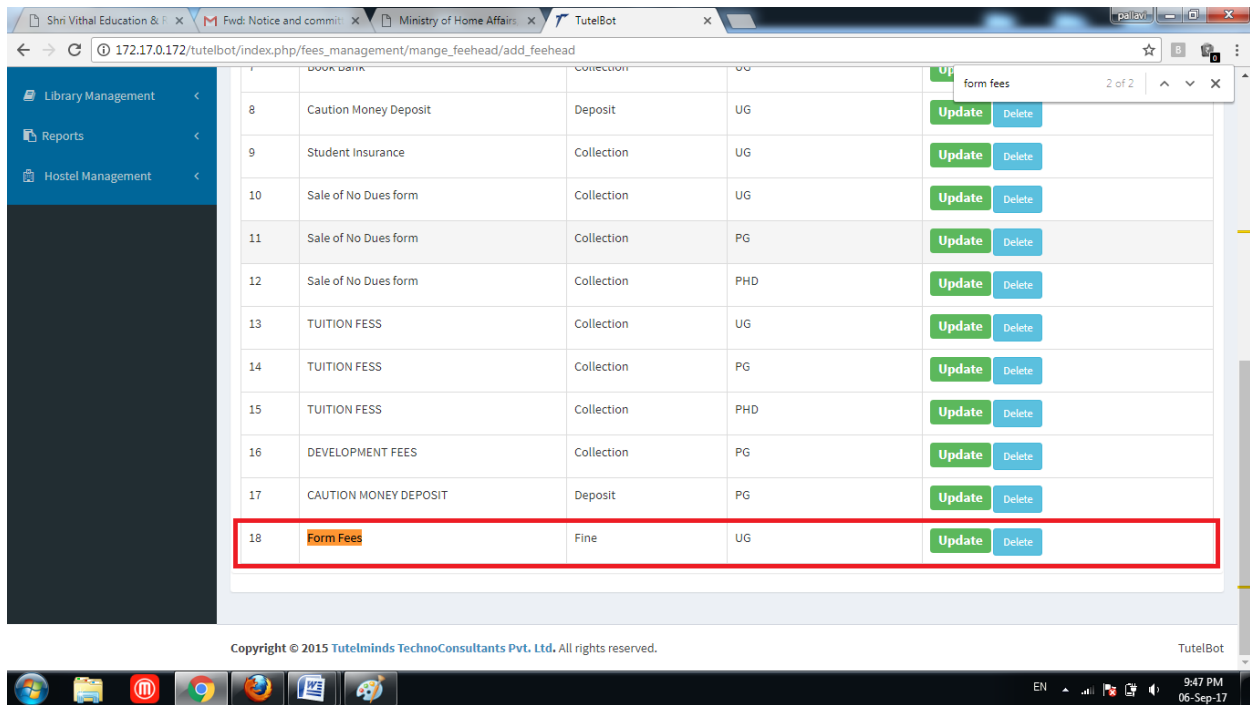 Shri Vithal Education & R
Fwd: Notice and commit
Ministry of Home Affairs
TutelBot
pallavi
172.17.0.172/tutelbot/index.php/fees_management/mange_feehead/add_feehead
form fees 2 of 2
Book Bank Collection UG
Library Management
8 Caution Money Deposit Deposit UG Update Delete
Reports
9 Student Insurance Collection UG Update Delete
Hostel Management
10 Sale of No Dues form Collection UG Update Delete
11 Sale of No Dues form Collection PG Update Delete
12 Sale of No Dues form Collection PHD Update Delete
13 TUITION FESS Collection UG Update Delete
14 TUITION FESS Collection PG Update Delete
15 TUITION FESS Collection PHD Update Delete
16 DEVELOPMENT FEES Collection PG Update Delete
17 CAUTION MONEY DEPOSIT Deposit PG Update Delete
18 Form Fees Fine UG Update Delete
Copyright © 2015 Tutelminds TechnoConsultants Pvt. Ltd. All rights reserved. TutelBot
EN 9:47 PM
06-Sep-17